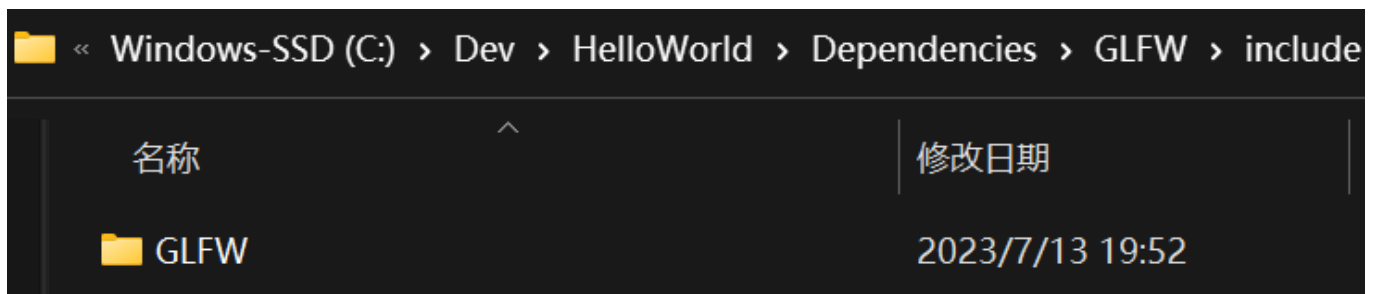 « Windows-SSD (C:) > Dev > HelloWorld > Dependencies > GLFW > include
名称 修改日期
GLFW 2023/7/13 19:52